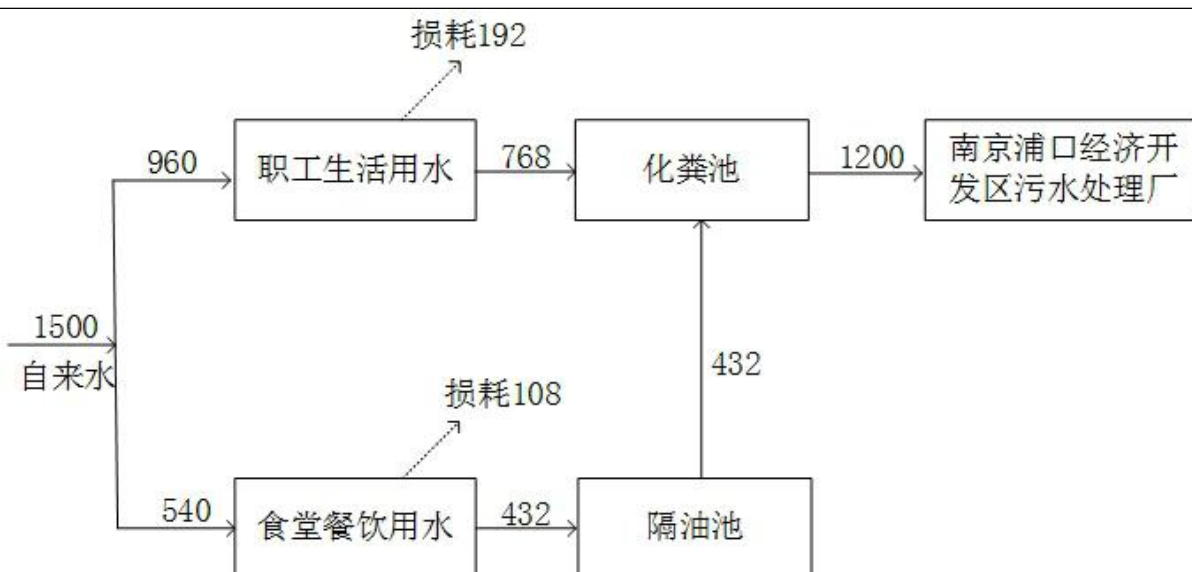 损耗192
960
职工生活用水
768
化粪池
1200
南京浦口经济开
发区污水处理厂
1500
自来水
432
损耗108
540
食堂餐饮用水
432
隔油池